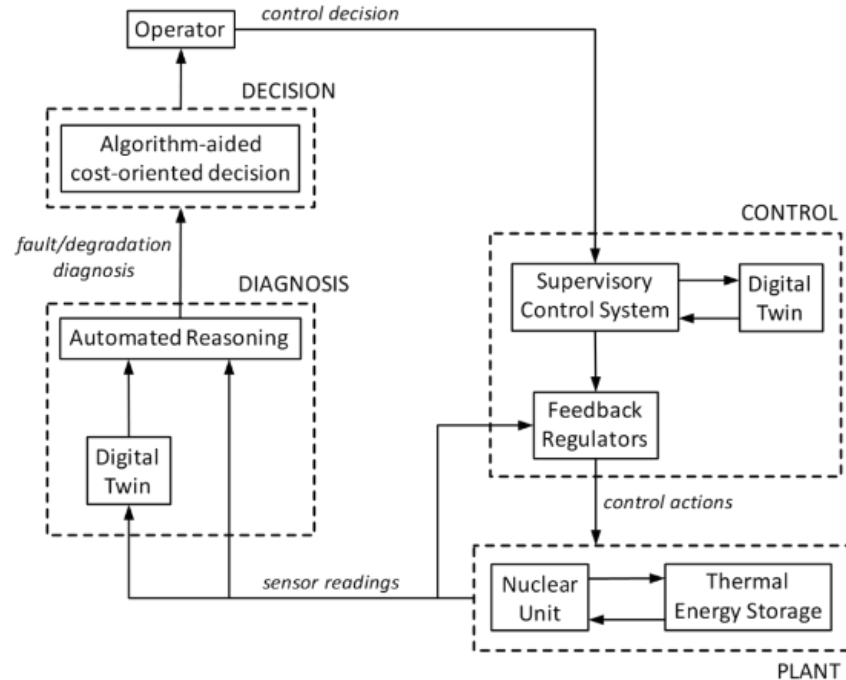 Operator
control decision
DECISION
Algorithm-aided
cost-oriented decision
fault/degradation
diagnosis
DIAGNOSIS
Automated Reasoning
Digital
Twin
CONTROL
Supervisory
Control System
Digital
Twin
Feedback
Regulators
control actions
sensor readings
Nuclear
Unit
Thermal
Energy Storage
PLANT